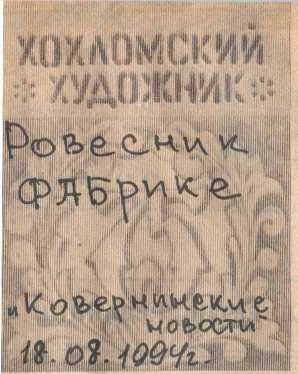 ХОХЛОМСКИЙ
ХУДОЖНИК
Ровесник
ФАБрике
„Ковернинские
новости"
18.08.1994г.